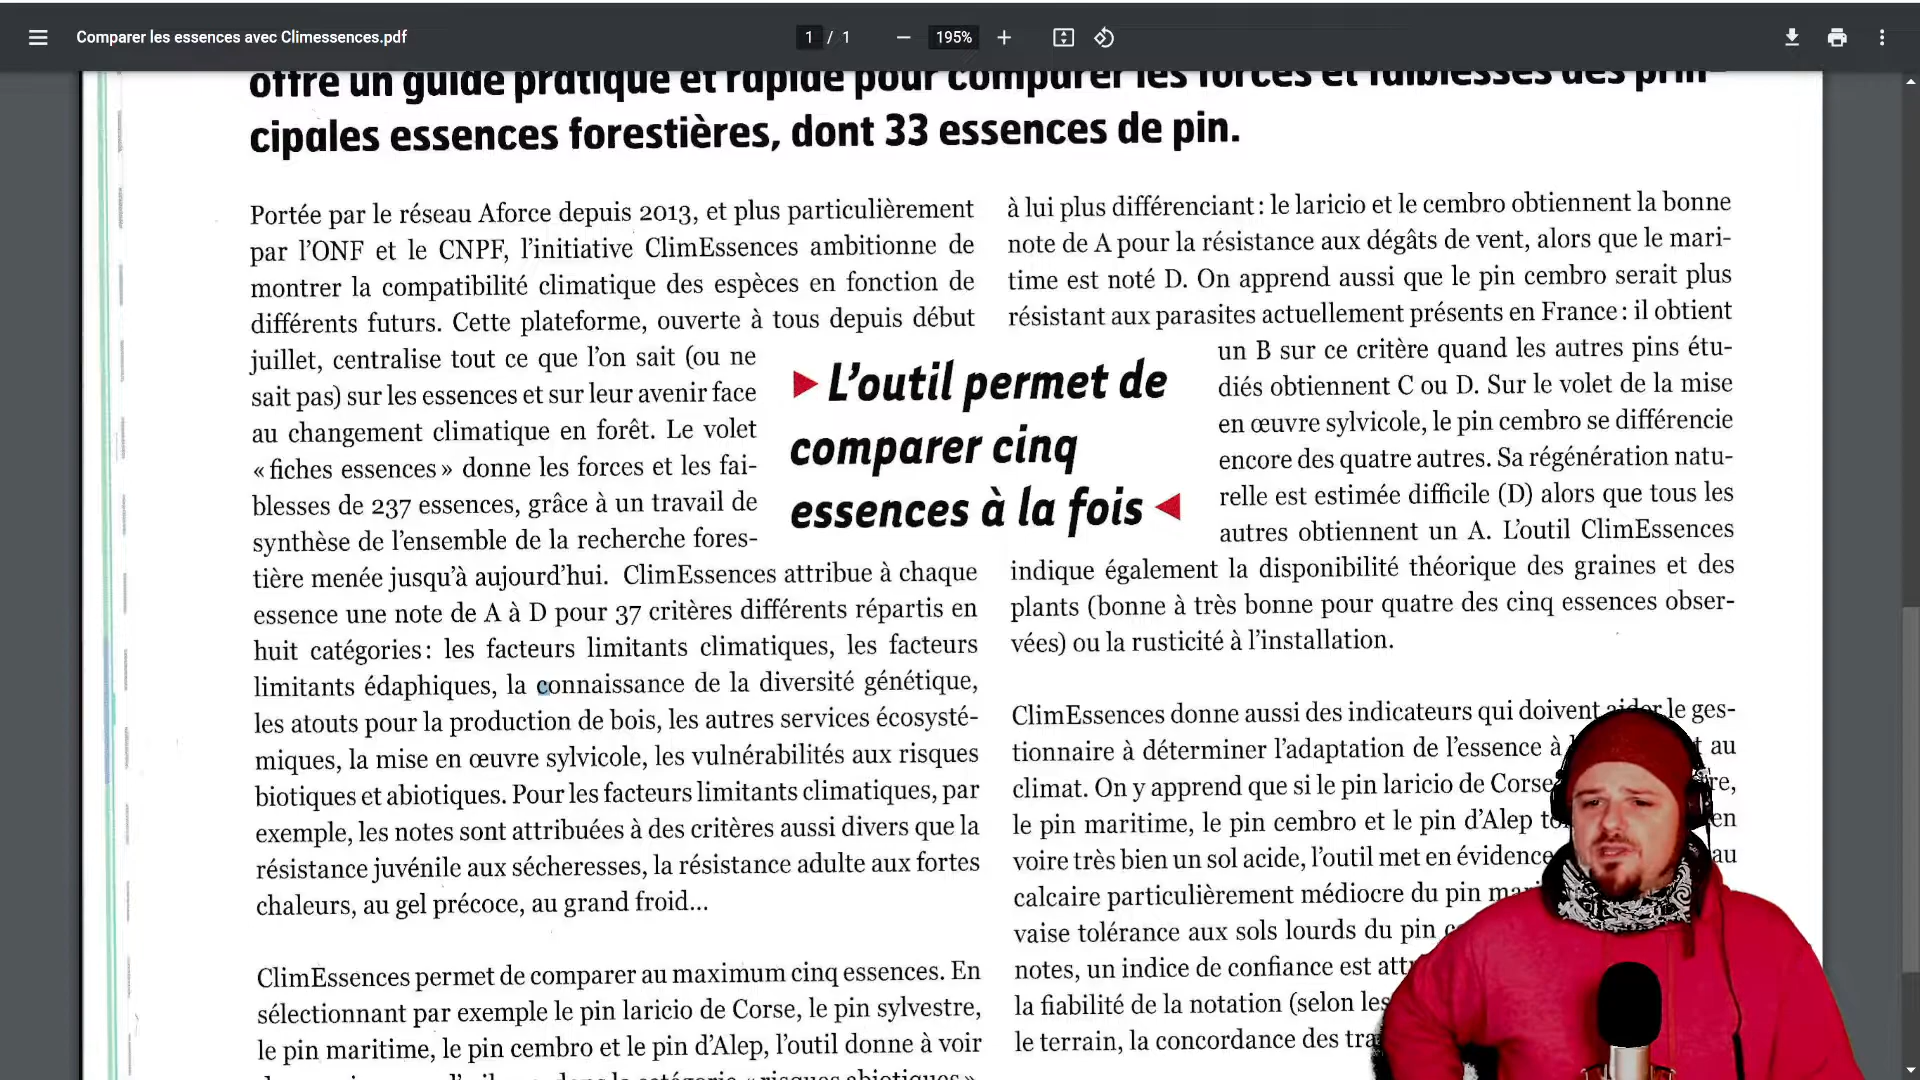 Comparer les essences avec Climessences.pdf
1 / 1
195%
offre un guide pratique et rapide pour comparer les forces et faiblesses des prin-
cipales essences forestières, dont 33 essences de pin.
Portée par le réseau Aforce depuis 2013, et plus particulièrement
par l’ONF et le CNPF, l’initiative ClimEssences ambitionne de
montrer la compatibilité climatique des espèces en fonction de
différents futurs. Cette plateforme, ouverte à tous depuis début
juillet, centralise tout ce que l’on sait (ou ne
sait pas) sur les essences et sur leur avenir face
au changement climatique en forêt. Le volet
« fiches essences » donne les forces et les fai-
blesses de 237 essences, grâce à un travail de
synthèse de l’ensemble de la recherche fores-
tière menée jusqu’à aujourd’hui. ClimEssences attribue à chaque
essence une note de A à D pour 37 critères différents répartis en
huit catégories : les facteurs limitants climatiques, les facteurs
limitants édaphiques, la connaissance de la diversité génétique,
les atouts pour la production de bois, les autres services écosysté-
miques, la mise en œuvre sylvicole, les vulnérabilités aux risques
biotiques et abiotiques. Pour les facteurs limitants climatiques, par
exemple, les notes sont attribuées à des critères aussi divers que la
résistance juvénile aux sécheresses, la résistance adulte aux fortes
chaleurs, au gel précoce, au grand froid…
ClimEssences permet de comparer au maximum cinq essences. En
sélectionnant par exemple le pin laricio de Corse, le pin sylvestre,
le pin maritime, le pin cembro et le pin d’Alep, l’outil donne à voir
L’outil permet de
comparer cinq
essences à la fois
à lui plus différenciant : le laricio et le cembro obtiennent la bonne
note de A pour la résistance aux dégâts de vent, alors que le mari-
time est noté D. On apprend aussi que le pin cembro serait plus
résistant aux parasites actuellement présents en France : il obtient
un B sur ce critère quand les autres pins étu-
diés obtiennent C ou D. Sur le volet de la mise
en œuvre sylvicole, le pin cembro se différencie
encore des quatre autres. Sa régénération natu-
relle est estimée difficile (D) alors que tous les
autres obtiennent un A. L’outil ClimEssences
indique également la disponibilité théorique des graines et des
plants (bonne à très bonne pour quatre des cinq essences obser-
vées) ou la rusticité à l’installation.
ClimEssences donne aussi des indicateurs qui doivent aider le ges-
tionnaire à déterminer l’adaptation de l’essence à au
climat. On y apprend que si le pin laricio de Corse re,
le pin maritime, le pin cembro et le pin d’Alep en
voire très bien un sol acide, l’outil met en évidence au
calcaire particulièrement médiocre du pin
vaise tolérance aux sols lourds du pin
notes, un indice de confiance est
la fiabilité de la notation (selon les
le terrain, la concordance des